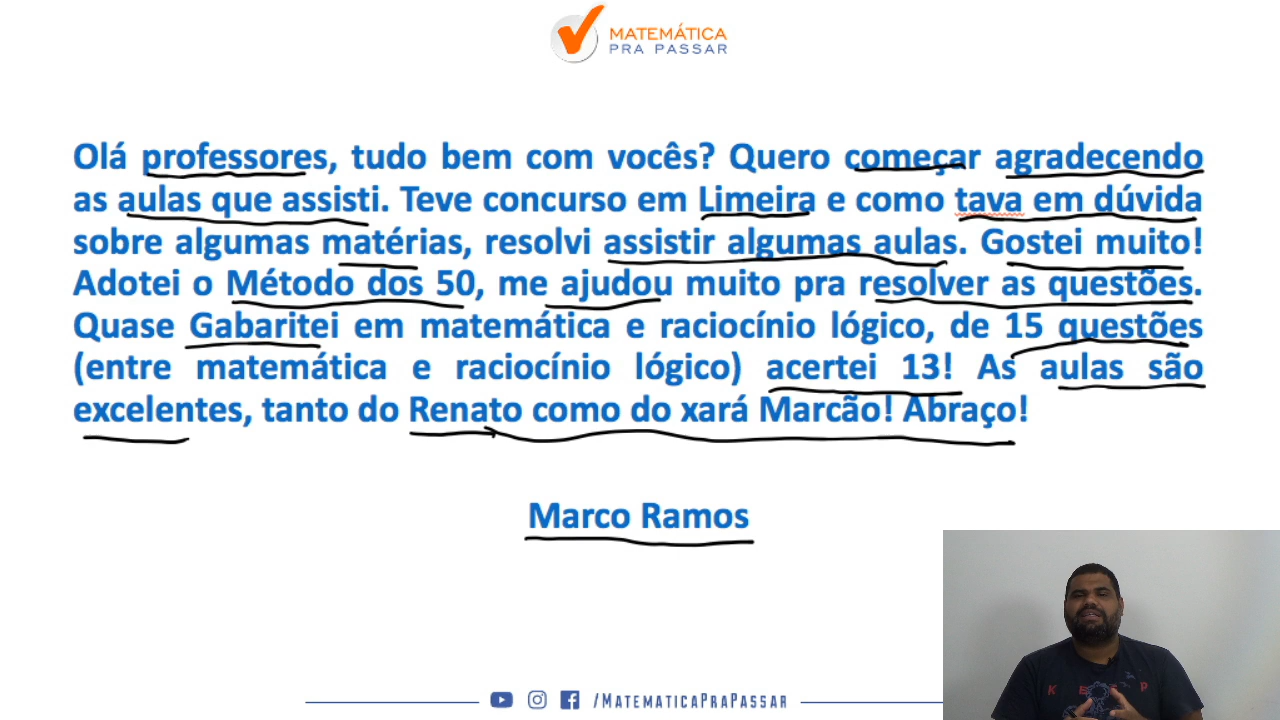 MATEMÁTICA
PRA PASSAR
Olá professores, tudo bem com vocês? Quero começar agradecendo
as aulas que assisti. Teve concurso em Limeira e como tava em dúvida
sobre algumas matérias, resolvi assistir algumas aulas. Gostei muito!
Adotei o Método dos 50, me ajudou muito pra resolver as questões.
Quase Gabaritei em matemática e raciocínio lógico, de 15 questões
(entre matemática e raciocínio lógico) acertei 13! As aulas são
excelentes, tanto do Renato como do xará Marcão! Abraço!
Marco Ramos
/MATEMATICAPRAPASSAR